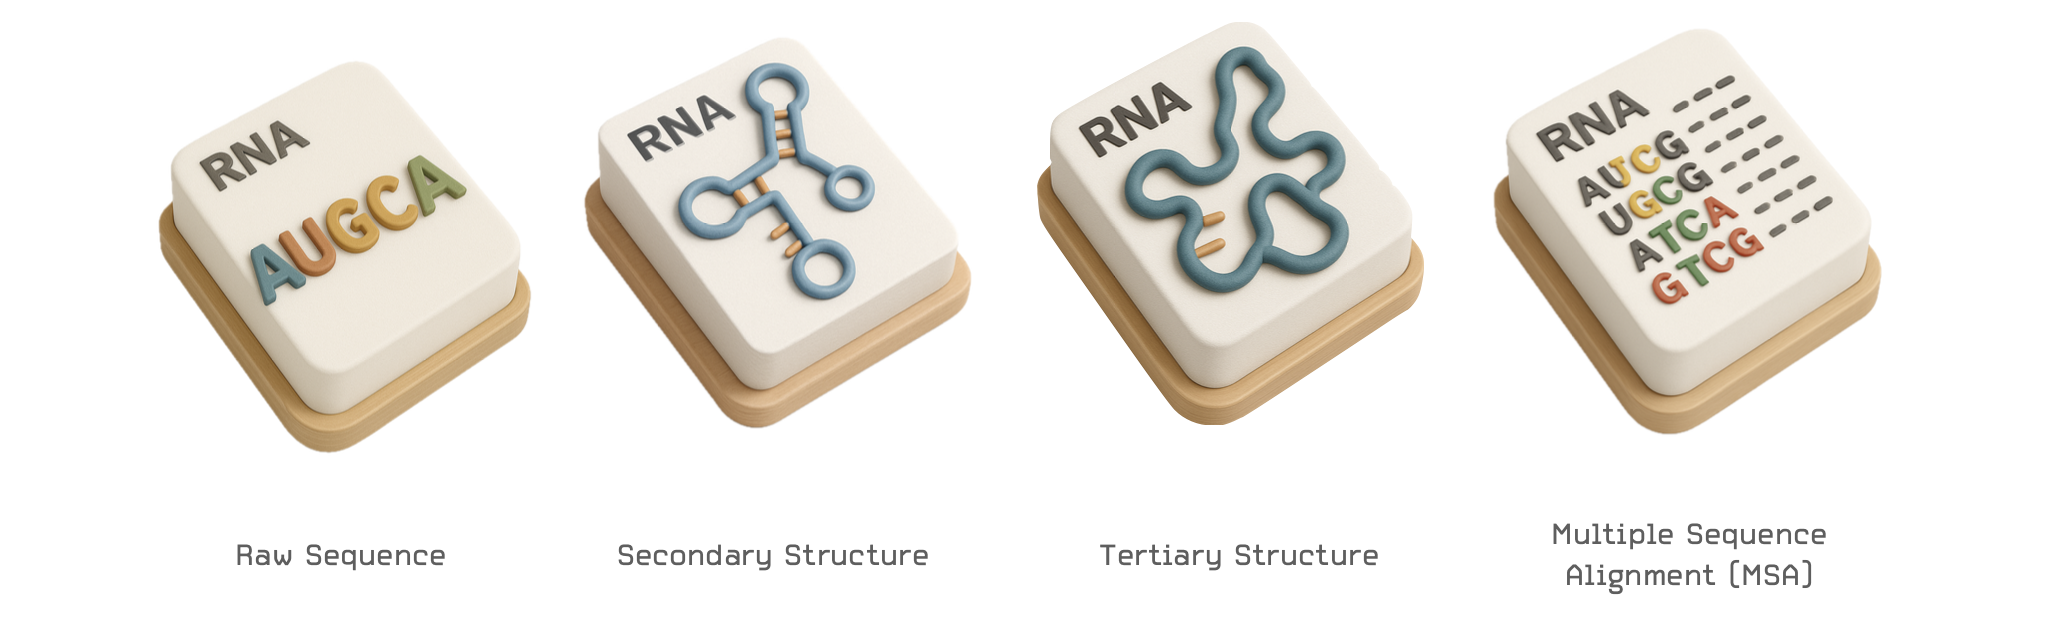 RNA
AUGCA
Raw Sequence
RNA
Secondary Structure
RNA
Tertiary Structure
RNA
AUCG
UGCG
ATCA
GTCG
Multiple Sequence
Alignment (MSA)